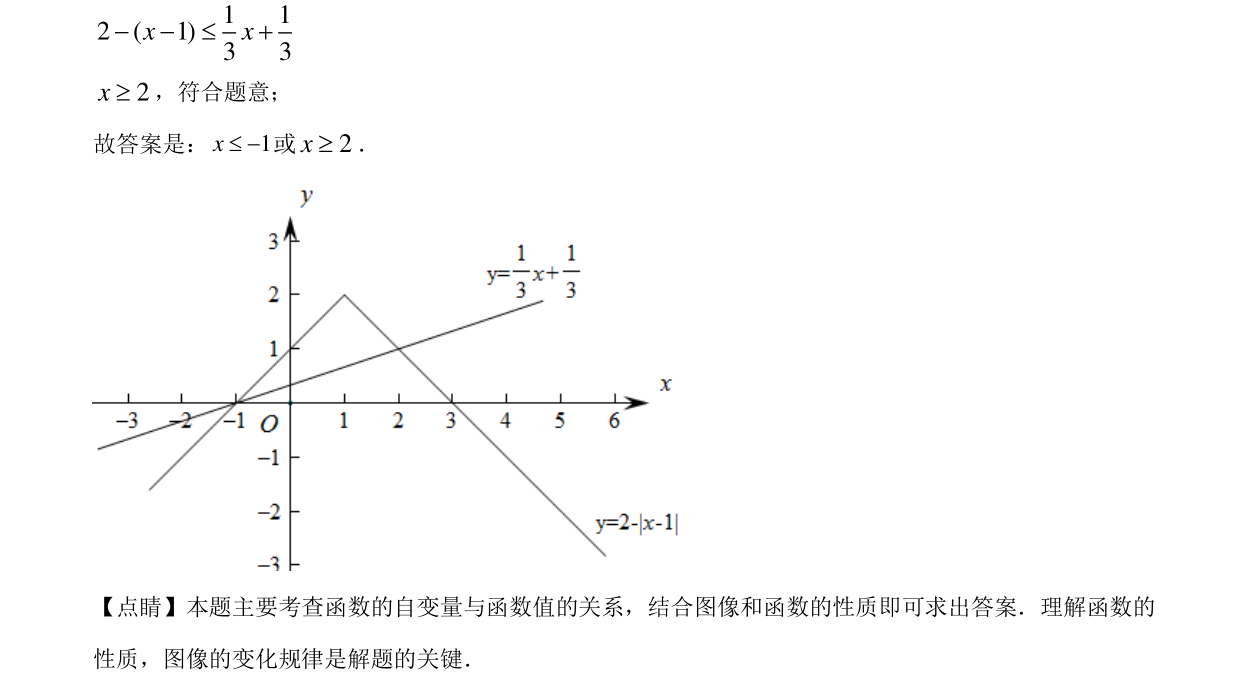 2-(x-1)≤1/3x+1/3
x≥2，符合题意；
故答案是：x≤-1或x≥2．
y
3
y=1/3x+1/3
2
1
x
-3 -2 -1 O 1 2 3 4 5 6
-1
-2
y=2-|x-1|
-3
【点睛】本题主要考查函数的自变量与函数值的关系，结合图像和函数的性质即可求出答案．理解函数的
性质，图像的变化规律是解题的关键．